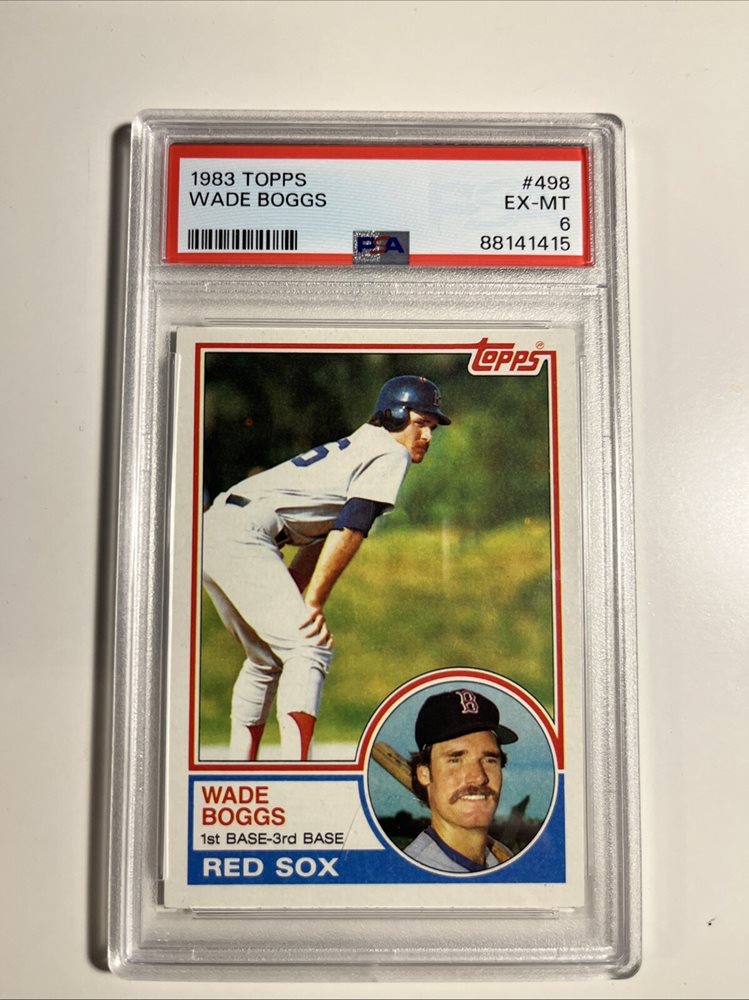 1983 TOPPS #498
WADE BOGGS EX-MT
6
PSA 88141415
Topps
6
B
WADE
BOGGS
1st BASE-3rd BASE
RED SOX